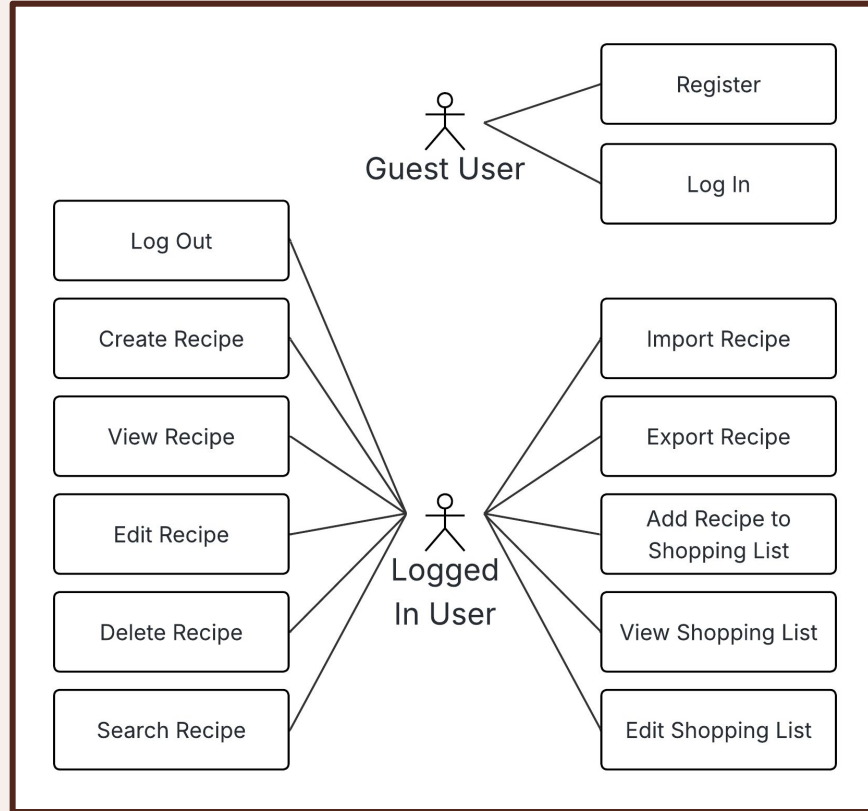 Register
Guest User
Log In
Log Out
Create Recipe
View Recipe
Edit Recipe
Delete Recipe
Search Recipe
Logged
In User
Import Recipe
Export Recipe
Add Recipe to
Shopping List
View Shopping List
Edit Shopping List